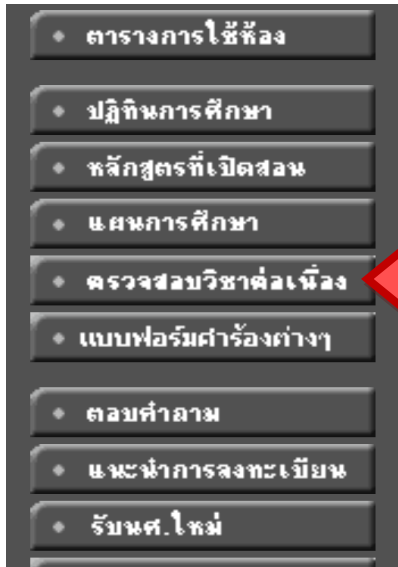 ตารางการใช้ห้อง
ปฏิทินการศึกษา
หลักสูตรที่เปิดสอน
แผนการศึกษา
ตรวจสอบวิชาต่อเนื่อง
แบบฟอร์มคำร้องต่างๆ
ตอบคำถาม
แนะนำการลงทะเบียน
รับนศ.ใหม่